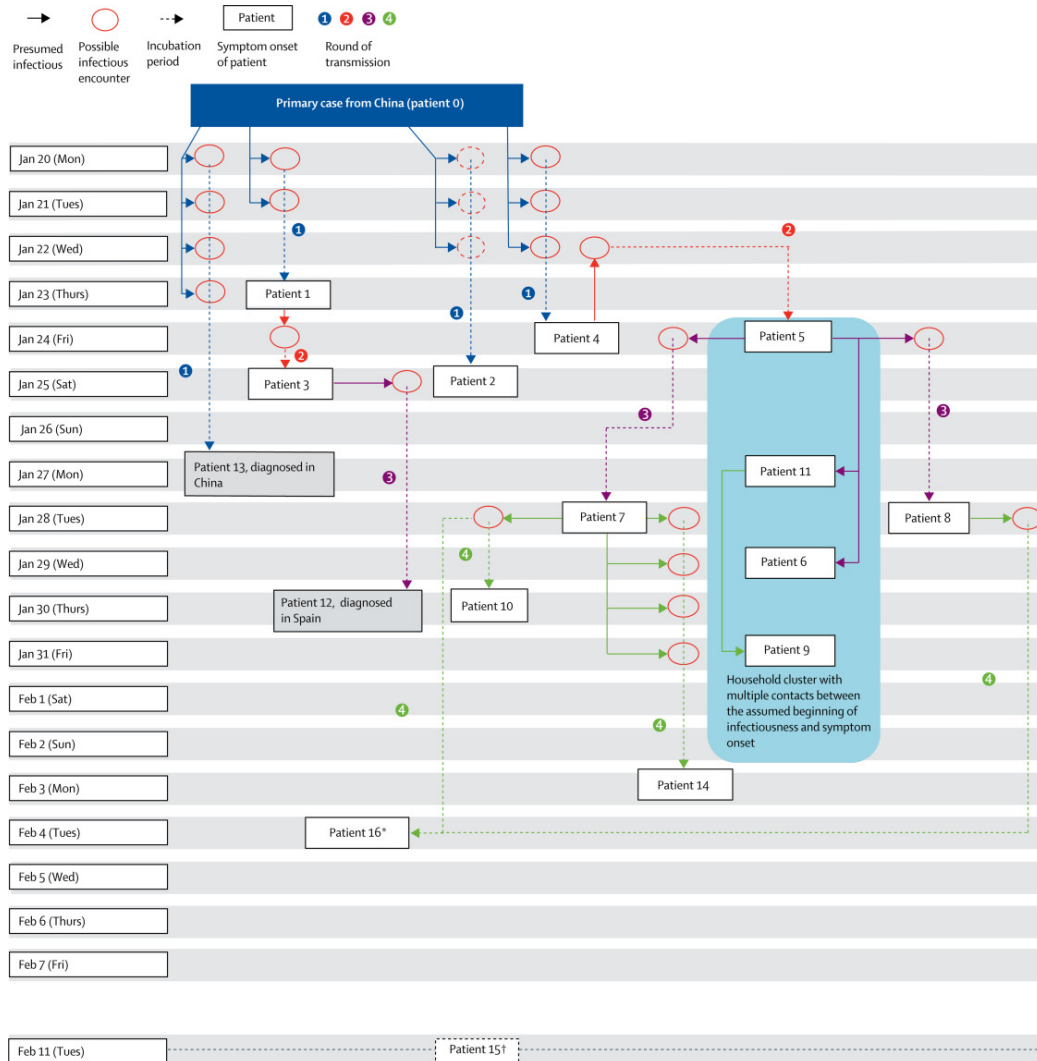 Patient
1 2 3 4
Presumed
infectious
Possible
infectious
encounter
Incubation
period
Symptom onset
of patient
Round of
transmission
Primary case from China (patient 0)
Jan 20 (Mon)
Jan 21 (Tues)
Jan 22 (Wed)
1
2
Jan 23 (Thurs)
Patient 1
1
1
Jan 24 (Fri)
Patient 4
Patient 5
2
1
Jan 25 (Sat)
Patient 3
Patient 2
Jan 26 (Sun)
3
3
Jan 27 (Mon)
Patient 13, diagnosed in
China
3
Patient 11
Jan 28 (Tues)
Patient 7
Patient 8
Jan 29 (Wed)
4
Patient 6
Jan 30 (Thurs)
Patient 12, diagnosed
in Spain
Patient 10
Jan 31 (Fri)
Patient 9
Feb 1 (Sat)
Household cluster with
multiple contacts between
the assumed beginning of
infectiousness and symptom
onset
4
4
4
Feb 2 (Sun)
Feb 3 (Mon)
Patient 14
Feb 4 (Tues)
Patient 16*
Feb 5 (Wed)
Feb 6 (Thurs)
Feb 7 (Fri)
Feb 11 (Tues)
Patient 15†